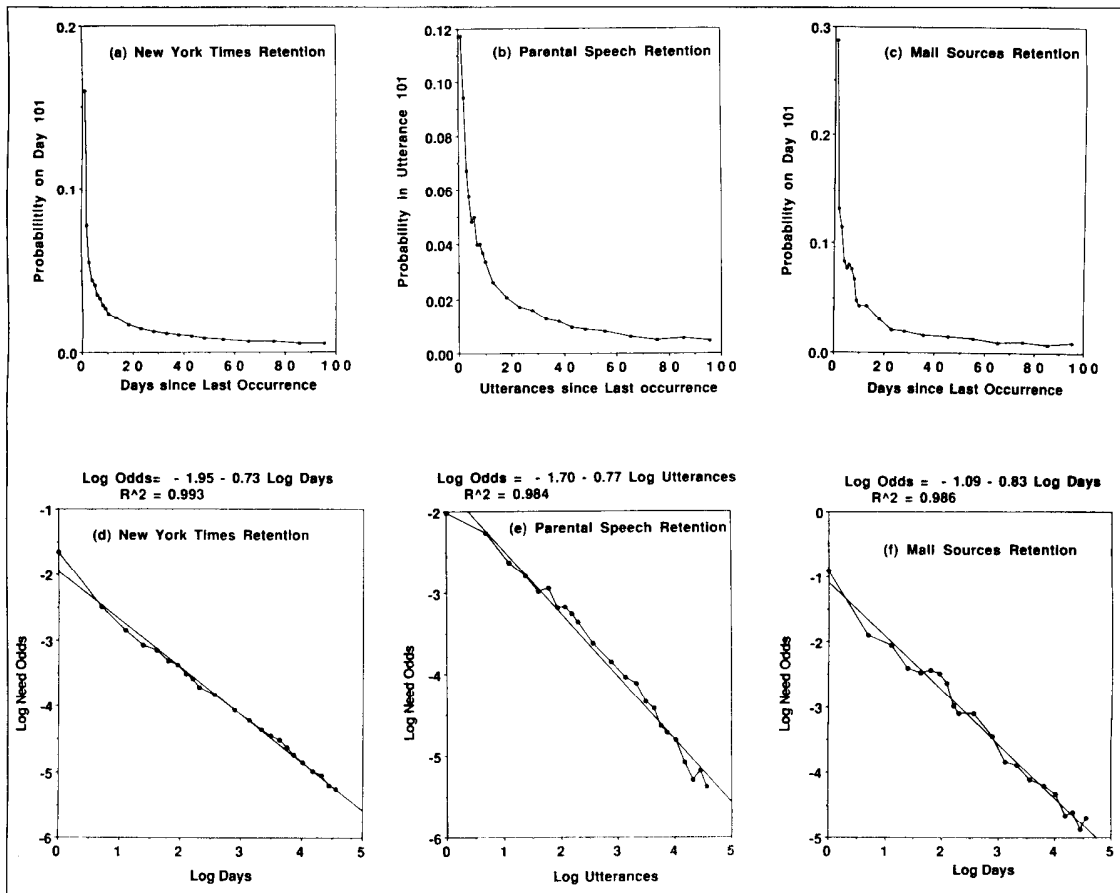 (a) New York Times Retention
0.2
0.1
0.0
Probabilitity on Day 101
0 20 40 60 80 100
Days since Last Occurrence
(b) Parental Speech Retention
0.12
0.10
0.08
0.06
0.04
0.02
0.00
Probability in Utterance 101
0 20 40 60 80 100
Utterances since Last occurrence
(c) Mail Sources Retention
0.3
0.2
0.1
0.0
Probability on Day 101
0 20 40 60 80 100
Days since Last Occurrence
Log Odds= - 1.95 - 0.73 Log Days
R^2 = 0.993
(d) New York Times Retention
-1
-2
-3
-4
-5
-6
Log Need Odds
0 1 2 3 4 5
Log Days
Log Odds = - 1.70 - 0.77 Log Utterances
R^2 = 0.984
(e) Parental Speech Retention
-2
-3
-4
-5
-6
Log Need Odds
0 1 2 3 4 5
Log Utterances
Log Odds = - 1.09 - 0.83 Log Days
R^2 = 0.986
(f) Mail Sources Retention
0
-1
-2
-3
-4
-5
Log Need Odds
0 1 2 3 4 5
Log Days